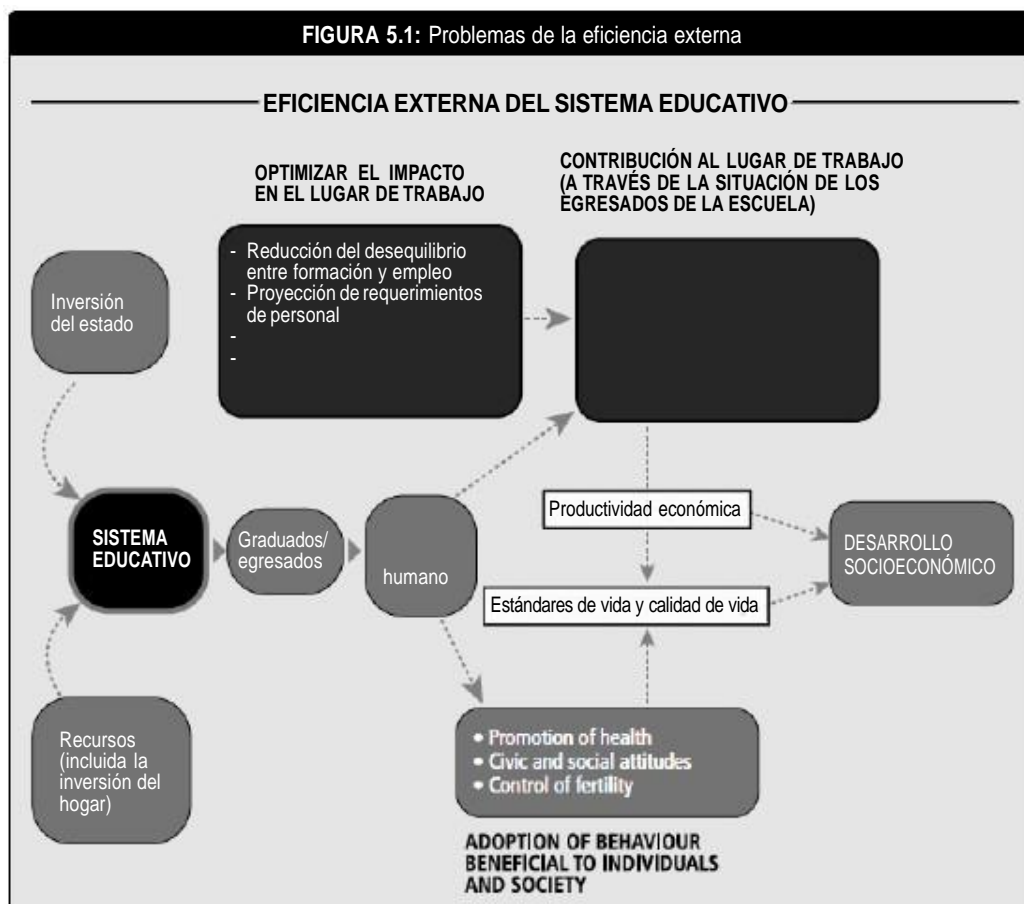 FIGURA 5.1: Problemas de la eficiencia externa
EFICIENCIA EXTERNA DEL SISTEMA EDUCATIVO
OPTIMIZAR EL IMPACTO
EN EL LUGAR DE TRABAJO
CONTRIBUCIÓN AL LUGAR DE TRABAJO
(A TRAVÉS DE LA SITUACIÓN DE LOS
EGRESADOS DE LA ESCUELA)
- Reducción del desequilibrio
entre formación y empleo
- Proyección de requerimientos
de personal
-
-
Inversión
del estado
SISTEMA
EDUCATIVO
Graduados/
egresados
humano
Productividad económica
Estándares de vida y calidad de vida
DESARROLLO
SOCIOECONÓMICO
Recursos
(incluida la
inversión del
hogar)
• Promotion of health
• Civic and social attitudes
• Control of fertility
ADOPTION OF BEHAVIOUR
BENEFICIAL TO INDIVIDUALS
AND SOCIETY